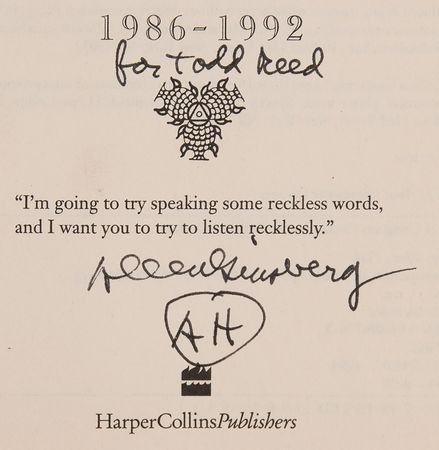 1986–1992
for Todd Reed
“I’m going to try speaking some reckless words,
and I want you to try to listen recklessly.”
Allen Ginsberg
AH
HarperCollinsPublishers